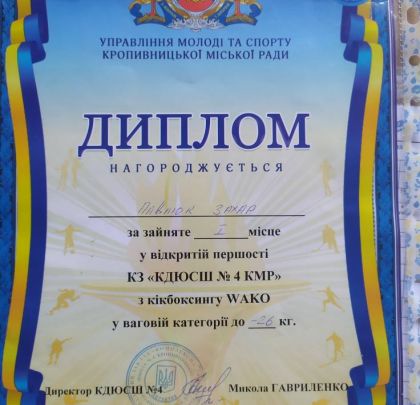 УПРАВЛІННЯ МОЛОДІ ТА СПОРТУ
КРОПИВНИЦЬКОЇ МІСЬКОЇ РАДИ
ДИПЛОМ
НАГОРОДЖУЄТЬСЯ
Павлюк Захар
за зайняте I місце
у відкритій першості
КЗ «КДЮСШ № 4 КМР»
з кікбоксингу WAKO
у ваговій категорії до -26 кг.
Директор КДЮСШ №4 Микола ГАВРИЛЕНКО